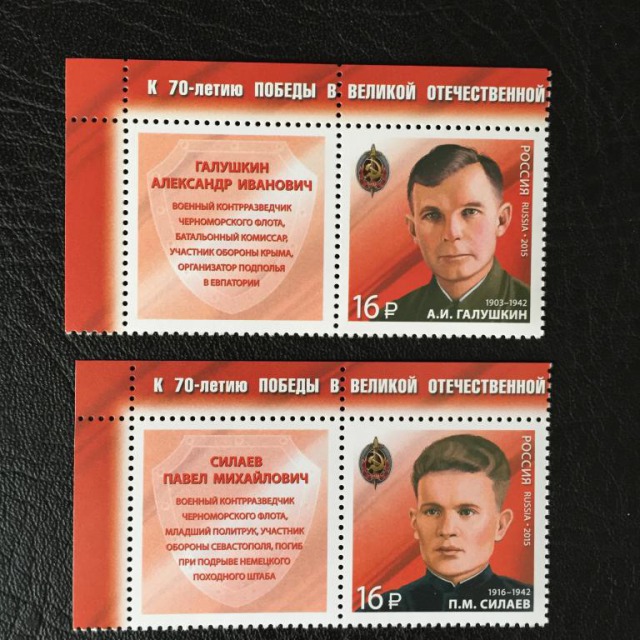 К 70-летию ПОБЕДЫ В ВЕЛИКОЙ ОТЕЧЕСТВЕННОЙ
ГАЛУШКИН
АЛЕКСАНДР ИВАНОВИЧ
ВОЕННЫЙ КОНТРРАЗВЕДЧИК
ЧЕРНОМОРСКОГО ФЛОТА,
БАТАЛЬОННЫЙ КОМИССАР,
УЧАСТНИК ОБОРОНЫ КРЫМА,
ОРГАНИЗАТОР ПОДПОЛЬЯ
В ЕВПАТОРИИ
РОССИЯ RUSSIA • 2015
1903–1942
16 ₽ А.И. ГАЛУШКИН
К 70-летию ПОБЕДЫ В ВЕЛИКОЙ ОТЕЧЕСТВЕННОЙ
СИЛАЕВ
ПАВЕЛ МИХАЙЛОВИЧ
ВОЕННЫЙ КОНТРРАЗВЕДЧИК
ЧЕРНОМОРСКОГО ФЛОТА,
МЛАДШИЙ ПОЛИТРУК, УЧАСТНИК
ОБОРОНЫ СЕВАСТОПОЛЯ, ПОГИБ
ПРИ ПОДРЫВЕ НЕМЕЦКОГО
ПОХОДНОГО ШТАБА
РОССИЯ RUSSIA • 2015
1916–1942
16 ₽ П.М. СИЛАЕВ